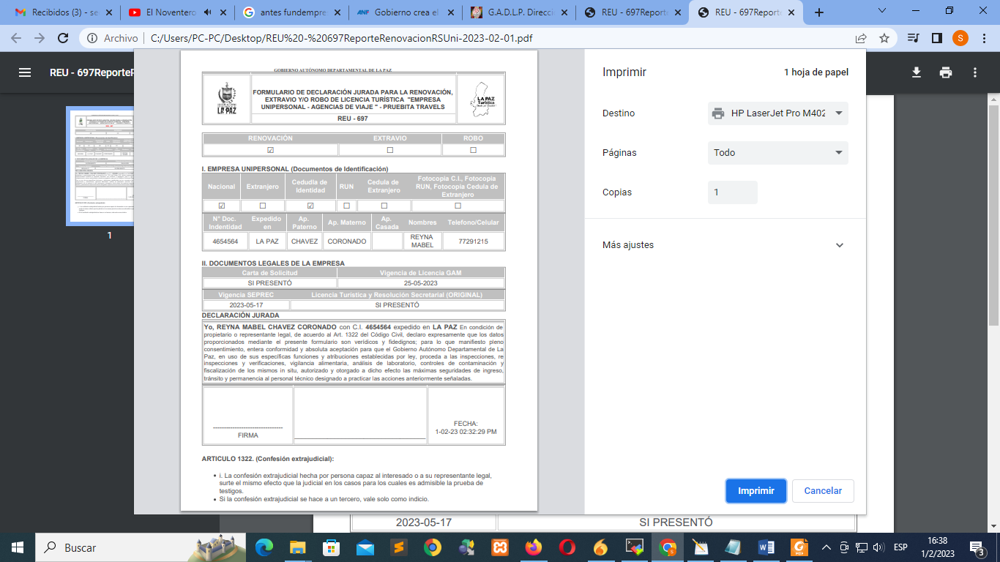 Recibidos (3) - se
El Noventero
antes fundempre
Gobierno crea el
G.A.D.L.P. Direcci
REU - 697Reporte
REU - 697Reporte
Archivo
C:/Users/PC-PC/Desktop/REU%20-%20697ReporteRenovacionRSUni-2023-02-01.pdf
S
REU - 697ReporteR
1
GOBIERNO AUTÓNOMO DEPARTAMENTAL DE LA PAZ
LA PAZ
FORMULARIO DE DECLARACIÓN JURADA PARA LA RENOVACIÓN,
EXTRAVIO Y/O ROBO DE LICENCIA TURÍSTICA "EMPRESA
UNIPERSONAL - AGENCIAS DE VIAJE " - PRUEBITA TRAVELS
REU - 697
LA PAZ
Turística
RENOVACIÓN EXTRAVIO ROBO
☑ ☐ ☐
I. EMPRESA UNIPERSONAL (Documentos de Identificación)
Nacional Extranjero Cedudla de Identidad RUN Cedula de Extranjero Fotocopia C.I., Fotocopia RUN, Fotocopia Cedula de Extranjero
☑ ☐ ☑ ☐ ☐ ☐
N° Doc. Indentidad Expedido en Ap. Paterno Ap. Materno Ap. Casada Nombres Telefono/Celular
4654564 LA PAZ CHAVEZ CORONADO REYNA MABEL 77291215
II. DOCUMENTOS LEGALES DE LA EMPRESA
Carta de Solicitud Vigencia de Licencia GAM
SI PRESENTÓ 25-05-2023
Vigencia SEPREC Licencia Turística y Resolución Secretarial (ORIGINAL)
2023-05-17 SI PRESENTÓ
DECLARACIÓN JURADA
Yo, REYNA MABEL CHAVEZ CORONADO con C.I. 4654564 expedido en LA PAZ En condición de
propietario o representante legal, de acuerdo al Art. 1322 del Código Civil, declaro expresamente que los datos
proporcionados mediante el presente formulario son verídicos y fidedignos; para lo que manifiesto pleno
consentimiento, entera conformidad y absoluta aceptación para que el Gobierno Autónomo Departamental de La
Paz, en uso de sus específicas funciones y atribuciones establecidas por ley, proceda a las inspecciones, re
inspecciones y verificaciones, vigilancia alimentaria, análisis de laboratorio, controles de contaminación y
fiscalización de los mismos in situ, autorizado y otorgado a dicho efecto las máximas seguridades de ingreso,
tránsito y permanencia al personal técnico designado a practicar las acciones anteriormente señaladas.
FIRMA
FECHA:
1-02-23 02:32:29 PM
ARTICULO 1322. (Confesión extrajudicial):
• i. La confesión extrajudicial hecha por persona capaz al interesado o a su representante legal,
surte el mismo efecto que la judicial en los casos para los cuales es admisible la prueba de
testigos.
• Si la confesión extrajudicial se hace a un tercero, vale solo como indicio.
Imprimir
1 hoja de papel
Destino
HP LaserJet Pro M402
Páginas
Todo
Copias
1
Más ajustes
Imprimir
Cancelar
2023-05-17 SI PRESENTÓ
Buscar
ESP
16:38
1/2/2023
3